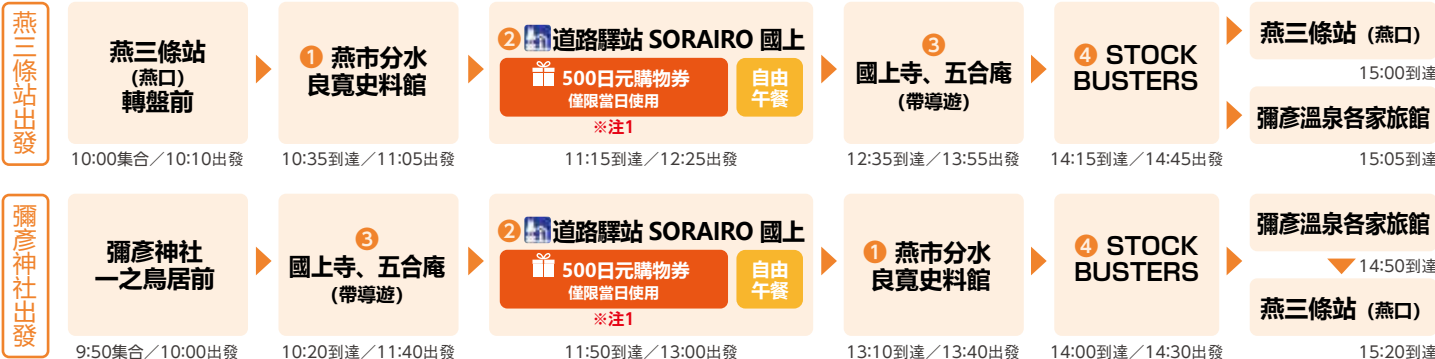 燕三條站出發
燕三條站
(燕口)
轉盤前
10:00集合／10:10出發
❶ 燕市分水
良寬史料館
10:35到達／11:05出發
❷ 道路驛站 SORAIRO 國上
500日元購物券
僅限當日使用
自由
午餐
※注1
11:15到達／12:25出發
❸
國上寺、五合庵
(帶導遊)
12:35到達／13:55出發
❹ STOCK
BUSTERS
14:15到達／14:45出發
燕三條站 (燕口)
15:00到達
彌彥溫泉各家旅館
15:05到達
彌彥神社出發
彌彥神社
一之鳥居前
9:50集合／10:00出發
❸
國上寺、五合庵
(帶導遊)
10:20到達／11:40出發
❷ 道路驛站 SORAIRO 國上
500日元購物券
僅限當日使用
自由
午餐
※注1
11:50到達／13:00出發
❶ 燕市分水
良寬史料館
13:10到達／13:40出發
❹ STOCK
BUSTERS
14:00到達／14:30出發
彌彥溫泉各家旅館
14:50到達
燕三條站 (燕口)
15:20到達